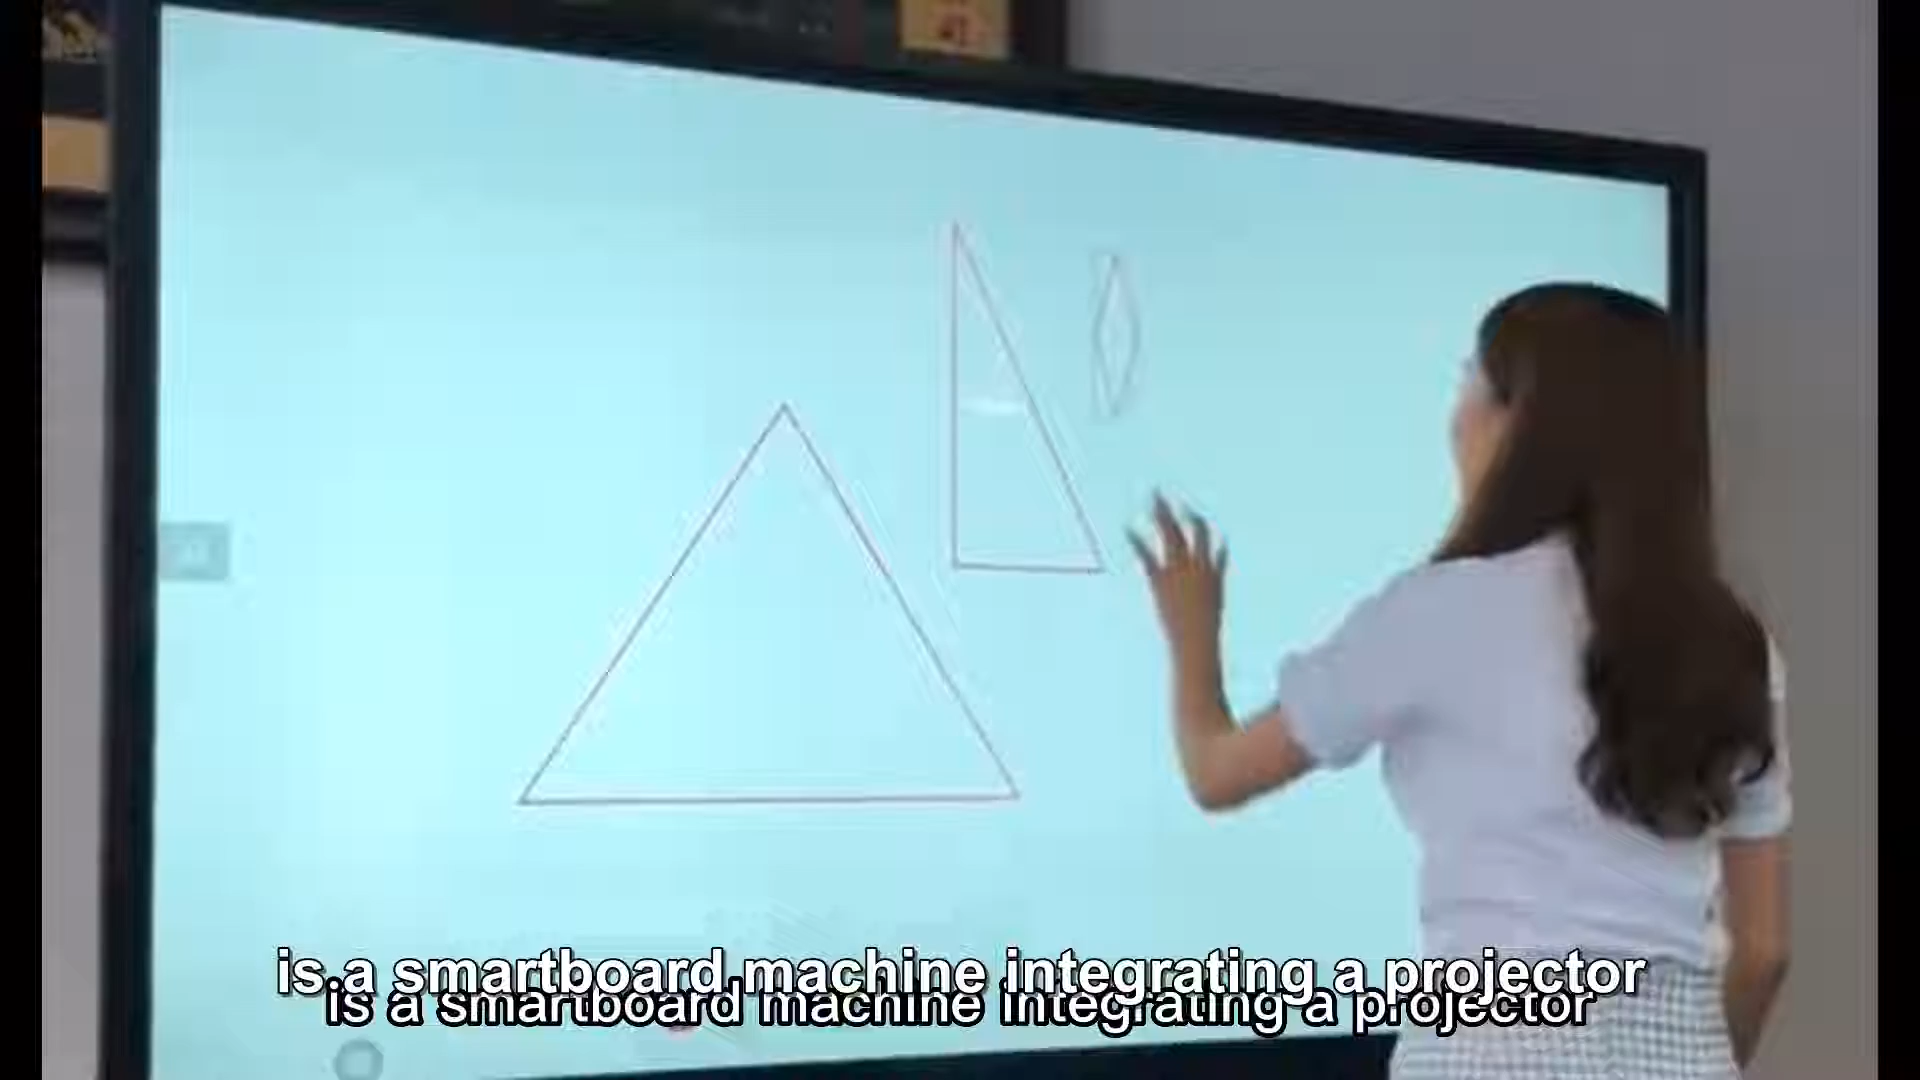 is a smartboard machine integrating a projector
is a smartboard machine integrating a projector